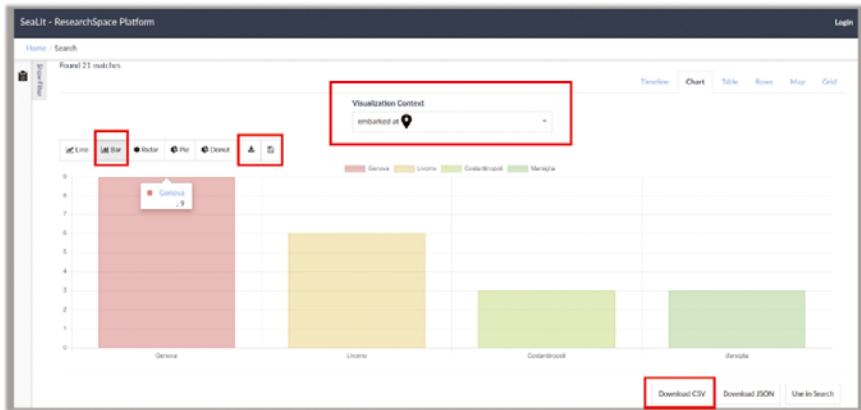 SeaLit - ResearchSpace Platform
Login
Home / Search
Show Filter
Found 21 matches
Timeline Chart Table Rows Map Grid
Visualization Context
embarked at
Line Bar Radar Pie Donut
Genova Livorno Costantinopoli Marsiglia
9
8
7
6
5
4
3
2
1
0
Genova
: 9
Genova Livorno Costantinopoli Marsiglia
Download CSV Download JSON Use in Search